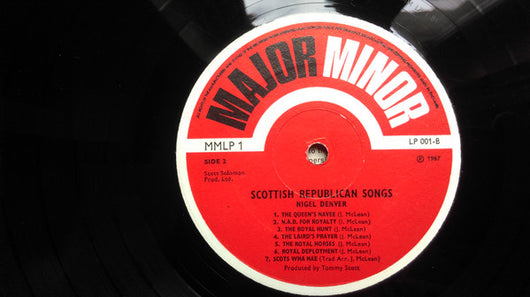 MAJOR MINOR
MMLP 1
LP 001-B
SIDE 2
℗ 1967
Scott Solomon
Prod. Ltd.
SCOTTISH REPUBLICAN SONGS
NIGEL DENVER
1. THE QUEEN'S NAVEE (J. McLean)
2. N.A.B. FOR ROYALTY (J. McLean)
3. THE ROYAL HUNT (J. McLean)
4. THE LAIRD'S PRAYER (J. McLean)
5. THE ROYAL HORSES (J. McLean)
6. ROYAL DEPLOYMENT (J. McLean)
7. SCOTS WHA HAE (Trad Arr. J. McLean)
Produced by Tommy Scott